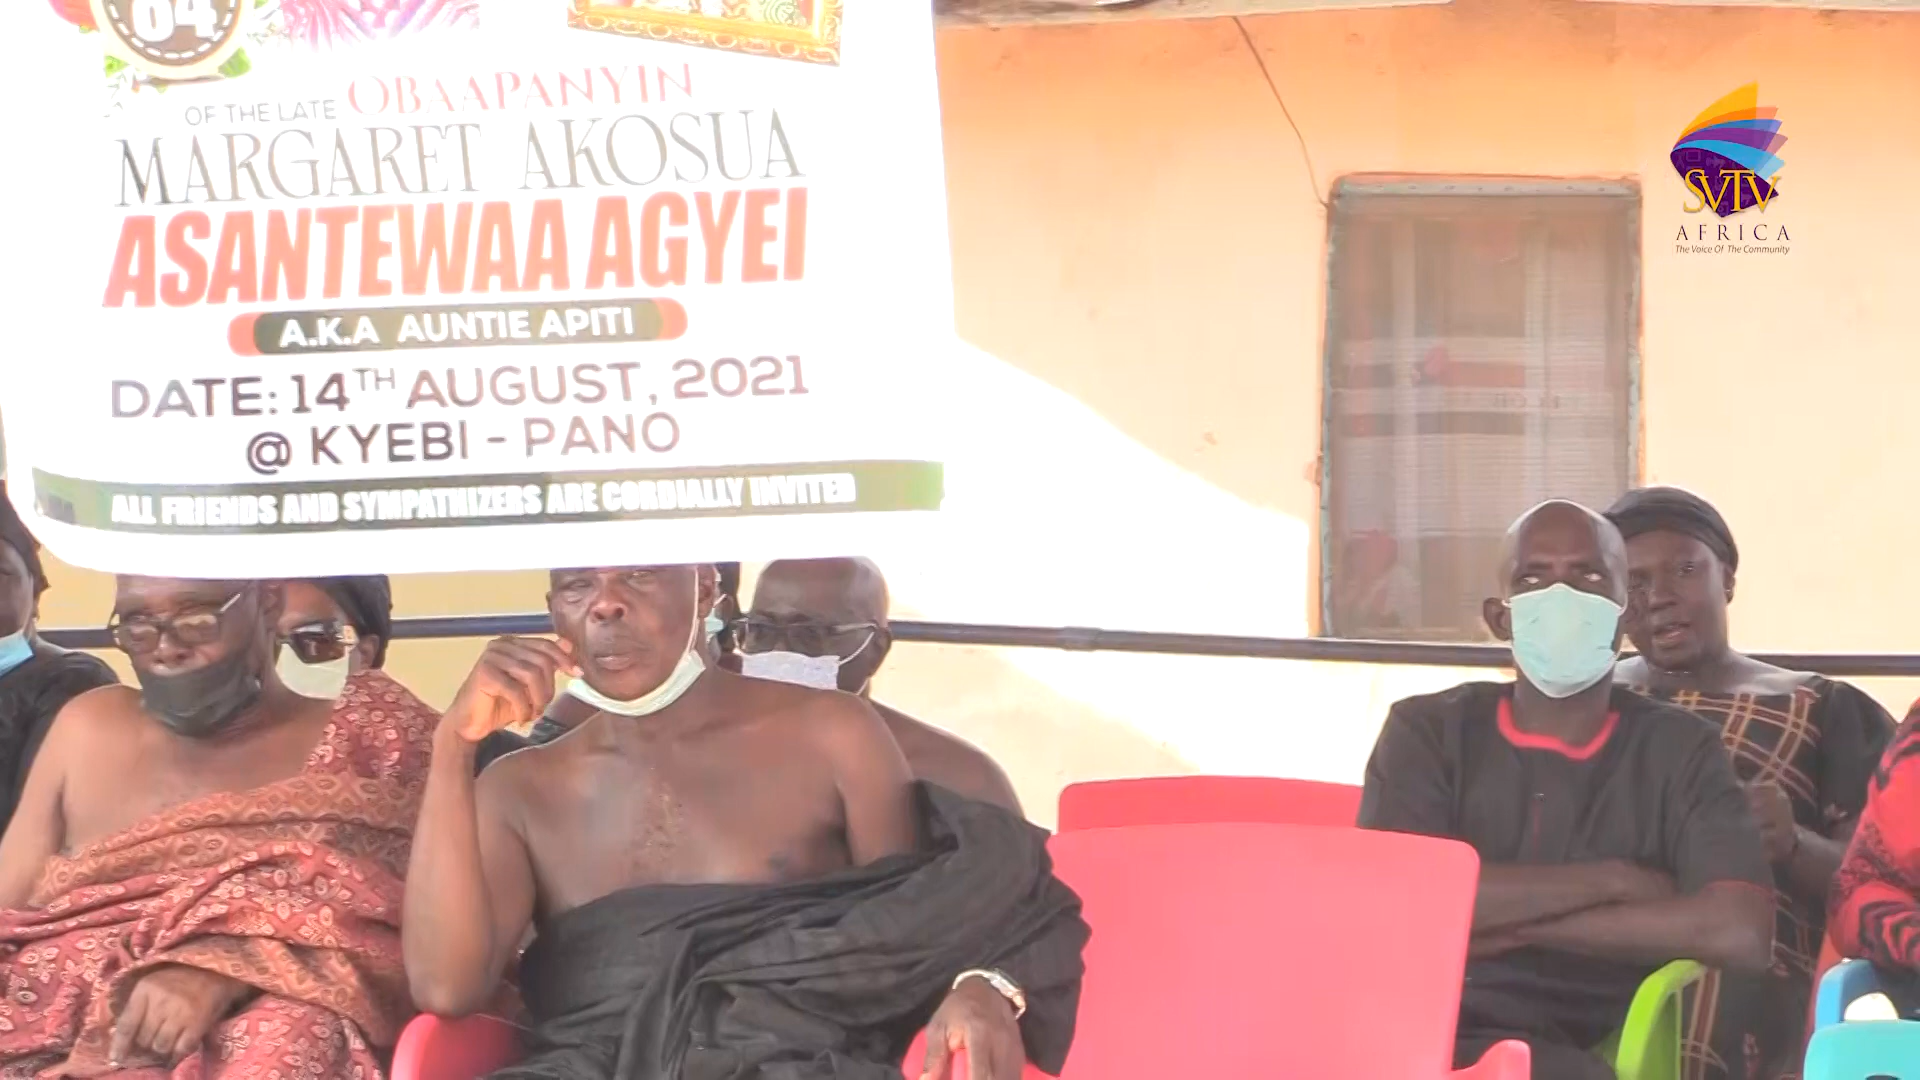 04
OF THE LATE OBAAPANYIN
MARGARET AKOSUA
ASANTEWAA AGYEI
A.K.A AUNTIE APITI
DATE: 14TH AUGUST, 2021
@ KYEBI - PANO
ALL FRIENDS AND SYMPATHIZERS ARE CORDIALLY INVITED
SVTV
AFRICA
The Voice Of The Community